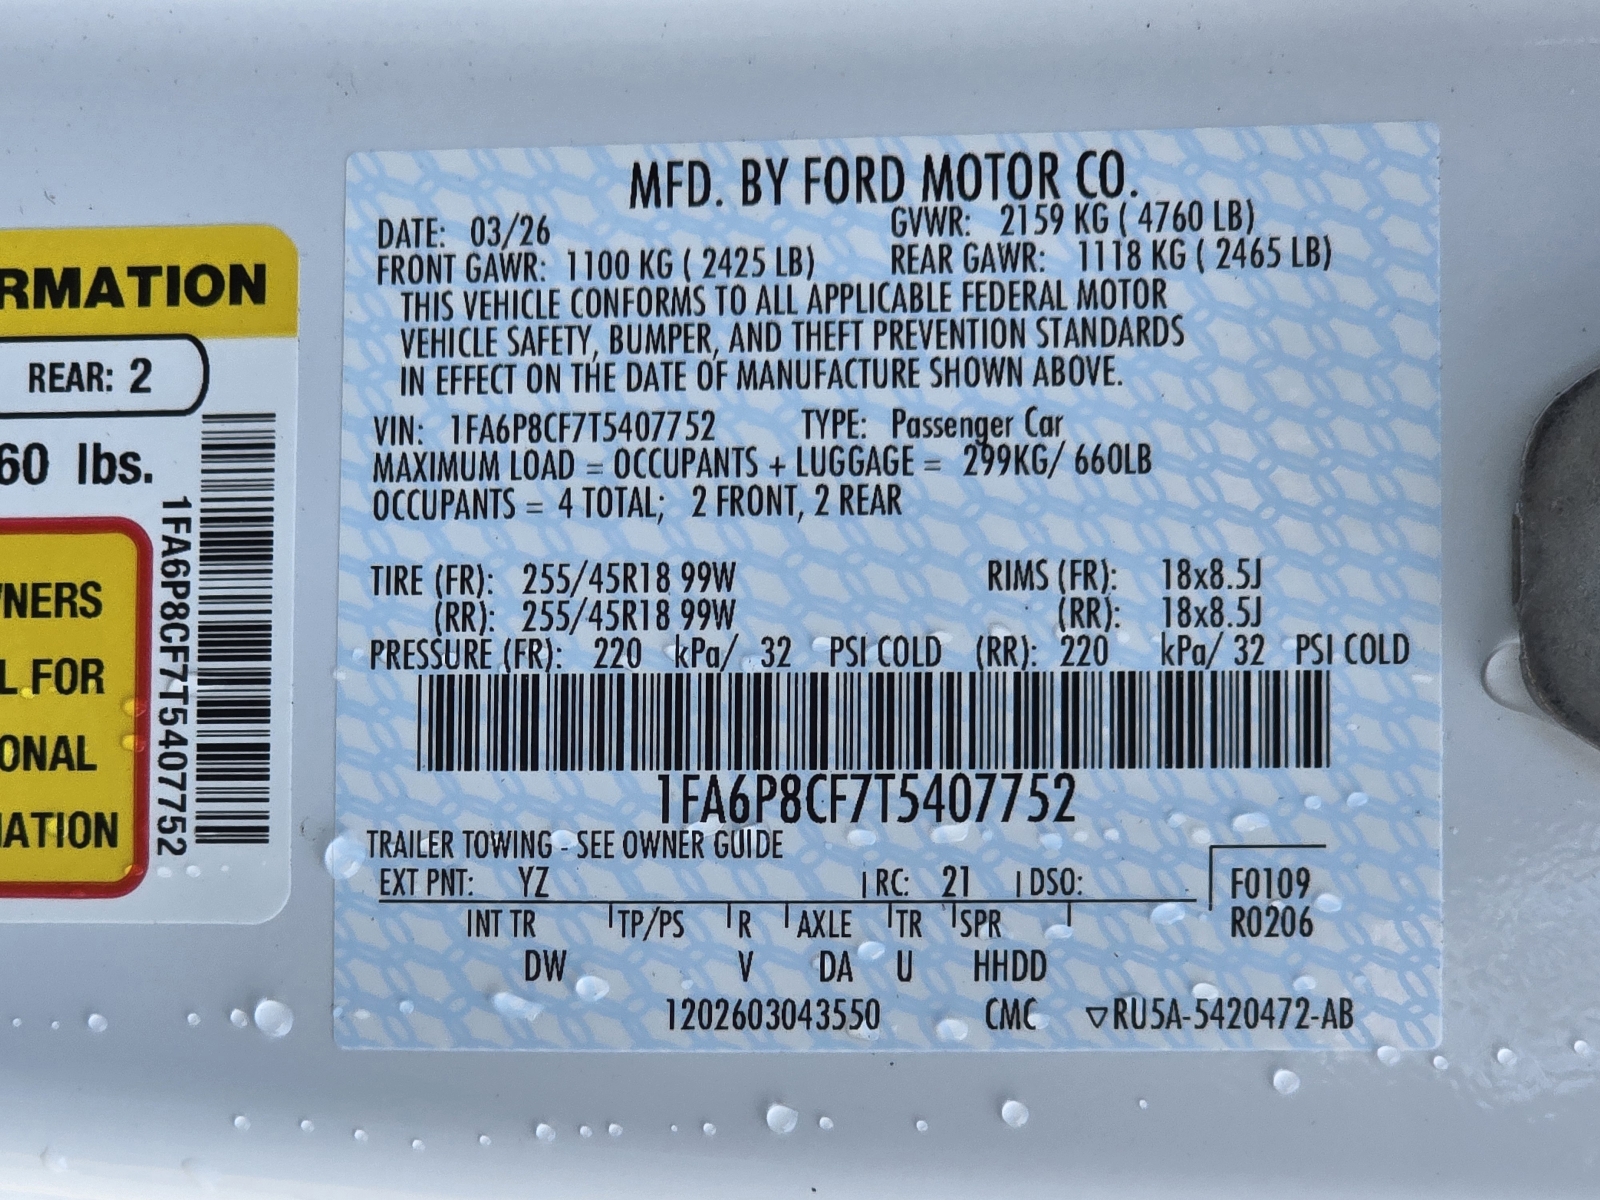 RMATION
REAR: 2
60 lbs.
1FA6P8CF7T5407752
NERS
L FOR
ONAL
MATION
MFD. BY FORD MOTOR CO.
DATE: 03/26 GVWR: 2159 KG ( 4760 LB)
FRONT GAWR: 1100 KG ( 2425 LB) REAR GAWR: 1118 KG ( 2465 LB)
THIS VEHICLE CONFORMS TO ALL APPLICABLE FEDERAL MOTOR
VEHICLE SAFETY, BUMPER, AND THEFT PREVENTION STANDARDS
IN EFFECT ON THE DATE OF MANUFACTURE SHOWN ABOVE.
VIN: 1FA6P8CF7T5407752 TYPE: Passenger Car
MAXIMUM LOAD = OCCUPANTS + LUGGAGE = 299KG/ 660LB
OCCUPANTS = 4 TOTAL; 2 FRONT, 2 REAR
TIRE (FR): 255/45R18 99W RIMS (FR): 18x8.5J
(RR): 255/45R18 99W (RR): 18x8.5J
PRESSURE (FR): 220 kPa/ 32 PSI COLD (RR): 220 kPa/ 32 PSI COLD
1FA6P8CF7T5407752
TRAILER TOWING - SEE OWNER GUIDE
EXT PNT: YZ RC: 21 DSO: F0109
INT TR TP/PS R AXLE TR SPR R0206
DW V DA U HHDD
1202603043550 CMC ▽RU5A-5420472-AB